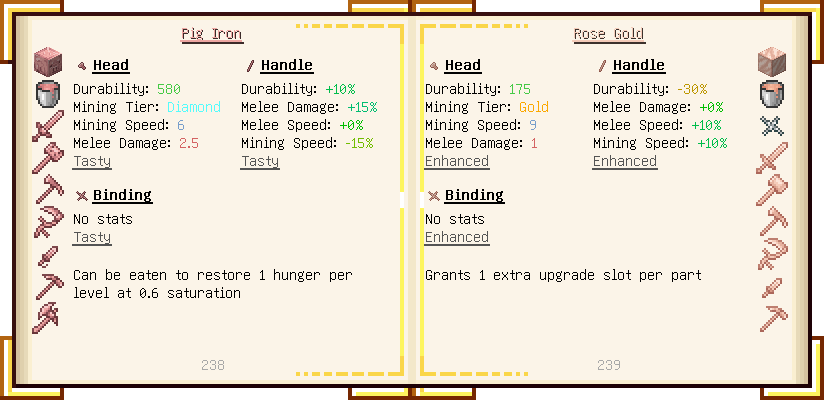 Pig Iron
Head
Durability: 580
Mining Tier: Diamond
Mining Speed: 6
Melee Damage: 2.5
Tasty
Handle
Durability: +10%
Melee Damage: +15%
Melee Speed: +0%
Mining Speed: -15%
Tasty
Binding
No stats
Tasty
Can be eaten to restore 1 hunger per
level at 0.6 saturation
238
Rose Gold
Head
Durability: 175
Mining Tier: Gold
Mining Speed: 9
Melee Damage: 1
Enhanced
Handle
Durability: -30%
Melee Damage: +0%
Melee Speed: +10%
Mining Speed: +10%
Enhanced
Binding
No stats
Enhanced
Grants 1 extra upgrade slot per part
239